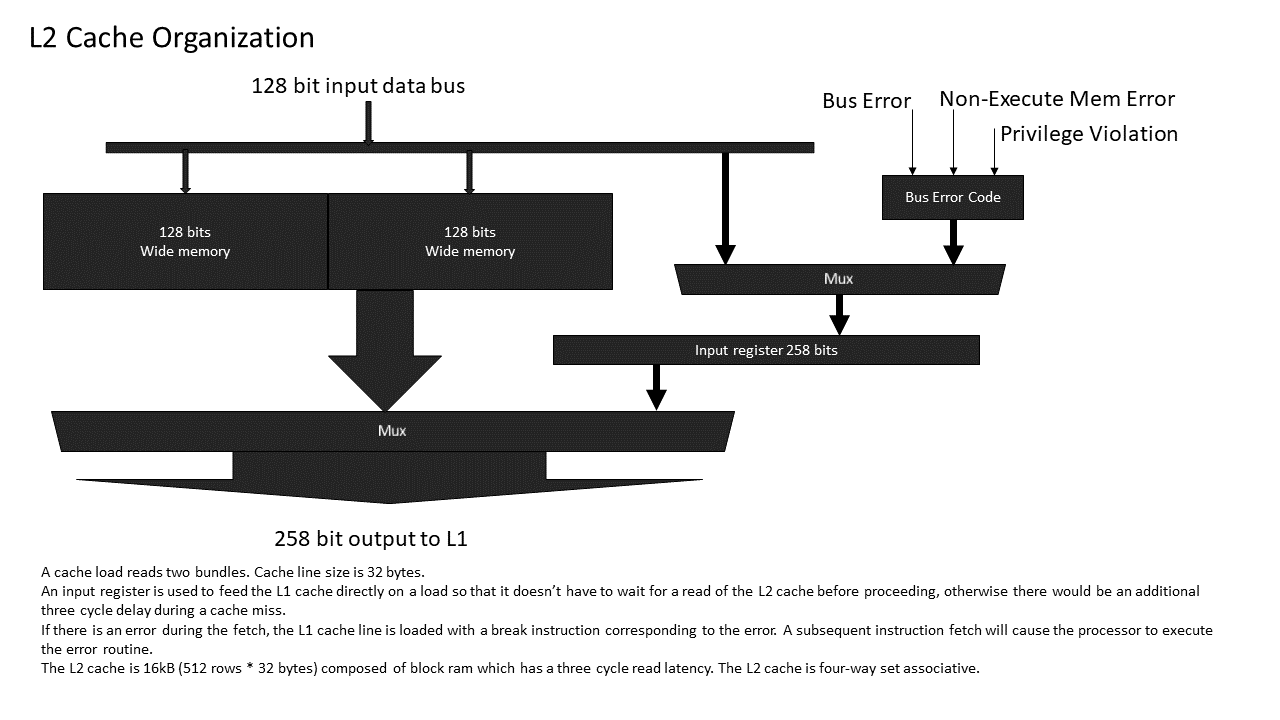 L2 Cache Organization
128 bit input data bus
Bus Error
Non-Execute Mem Error
Privilege Violation
Bus Error Code
128 bits
Wide memory
128 bits
Wide memory
Mux
Input register 258 bits
Mux
258 bit output to L1
A cache load reads two bundles. Cache line size is 32 bytes.
An input register is used to feed the L1 cache directly on a load so that it doesn’t have to wait for a read of the L2 cache before proceeding, otherwise there would be an additional
three cycle delay during a cache miss.
If there is an error during the fetch, the L1 cache line is loaded with a break instruction corresponding to the error. A subsequent instruction fetch will cause the processor to execute
the error routine.
The L2 cache is 16kB (512 rows * 32 bytes) composed of block ram which has a three cycle read latency. The L2 cache is four-way set associative.